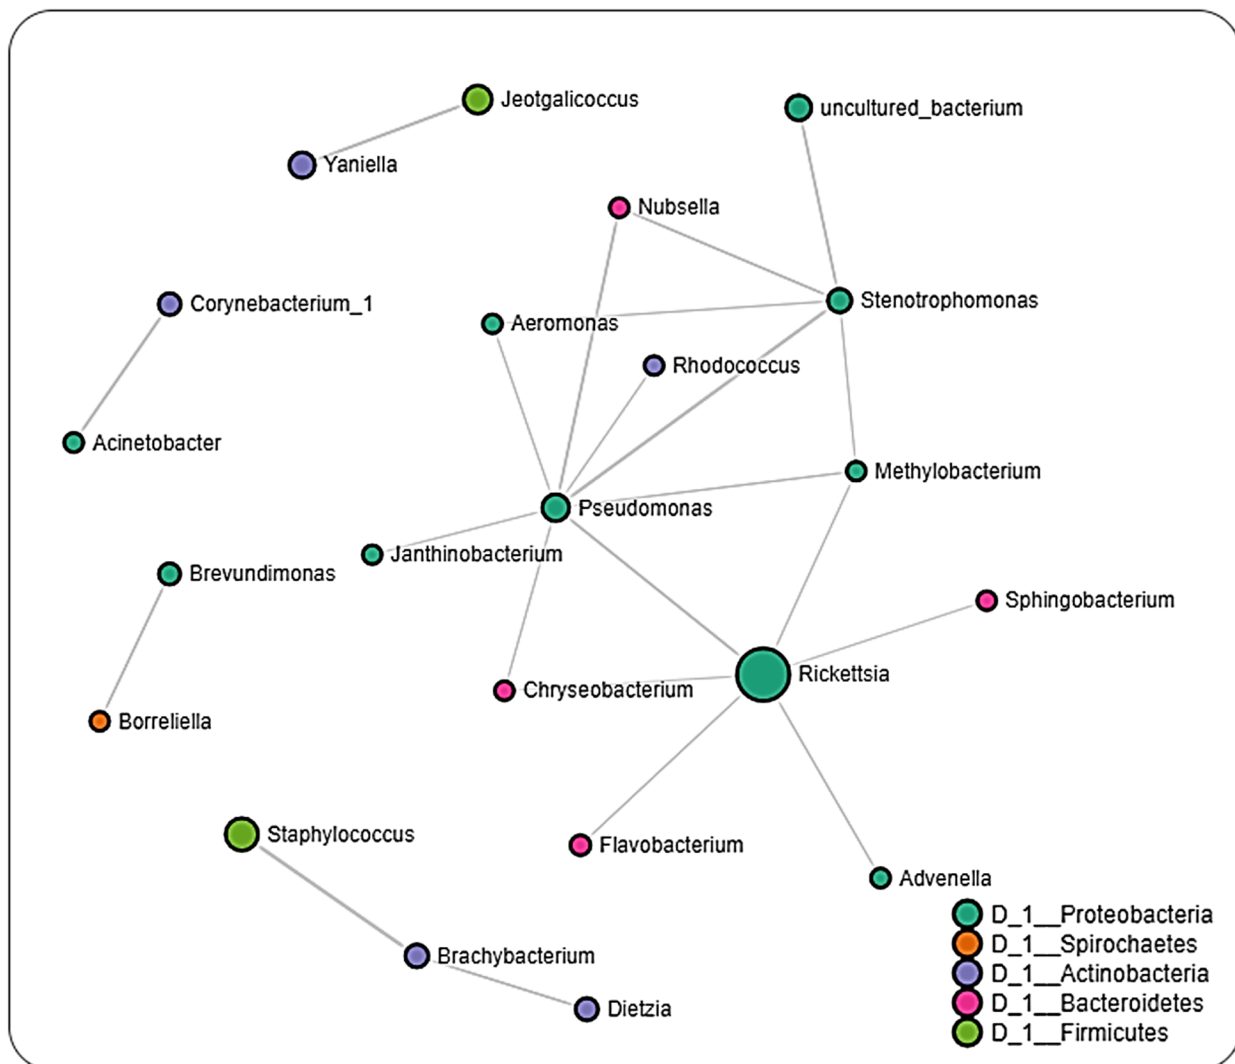 Jeotgalicoccus
uncultured_bacterium
Yaniella
Nubsella
Corynebacterium_1
Stenotrophomonas
Aeromonas
Rhodococcus
Acinetobacter
Methylobacterium
Pseudomonas
Janthinobacterium
Brevundimonas
Sphingobacterium
Rickettsia
Chryseobacterium
Borreliella
Staphylococcus
Flavobacterium
Advenella
D_1__Proteobacteria
D_1__Spirochaetes
Brachybacterium
D_1__Actinobacteria
D_1__Bacteroidetes
Dietzia
D_1__Firmicutes